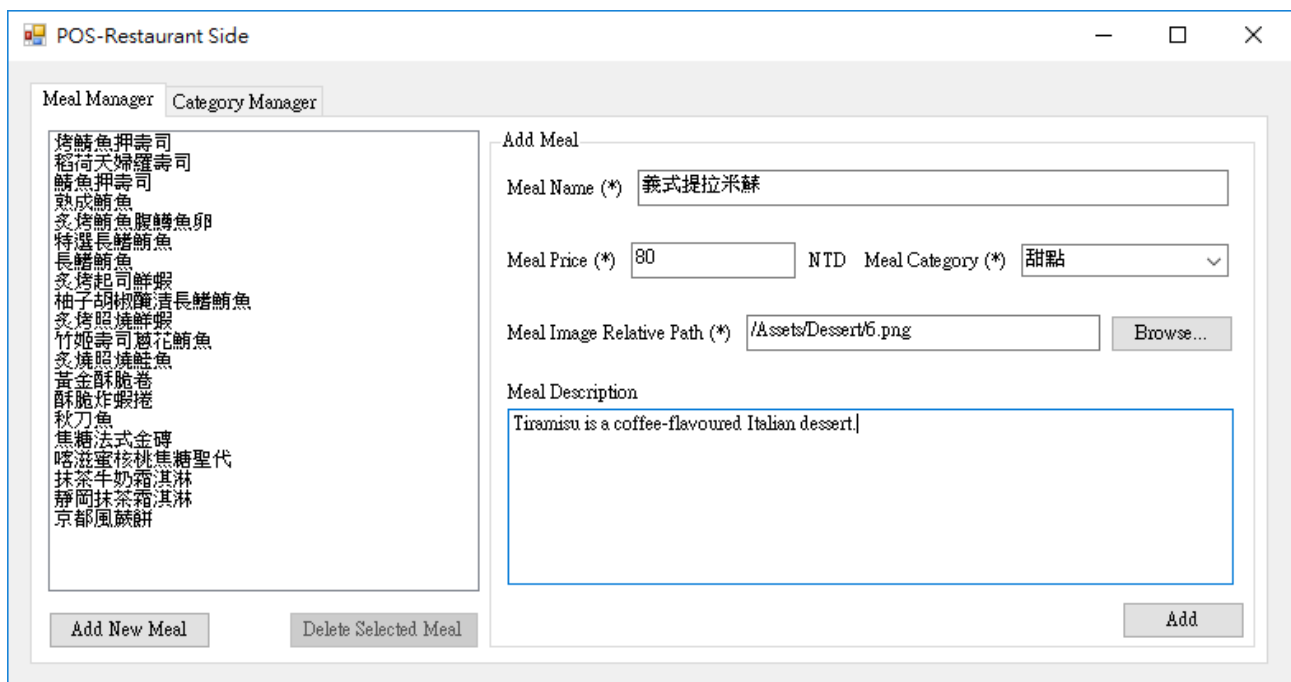 POS-Restaurant Side
Meal Manager
Category Manager
烤鯖魚押壽司
稻荷天婦羅壽司
鯖魚押壽司
熟成鮪魚
炙烤鮪魚腹鱒魚卵
特選長鰭鮪魚
長鰭鮪魚
炙烤起司鮮蝦
柚子胡椒醃漬長鰭鮪魚
炙烤照燒鮮蝦
竹姬壽司蔥花鮪魚
炙燒照燒鮭魚
黃金酥脆卷
酥脆炸蝦捲
秋刀魚
焦糖法式金磚
喀滋蜜核桃焦糖聖代
抹茶牛奶霜淇淋
靜岡抹茶霜淇淋
京都風蕨餅
Add New Meal
Delete Selected Meal
Add Meal
Meal Name (*) 義式提拉米蘇
Meal Price (*) 80 NTD Meal Category (*) 甜點
Meal Image Relative Path (*) /Assets/Dessert/6.png Browse...
Meal Description
Tiramisu is a coffee-flavoured Italian dessert.
Add